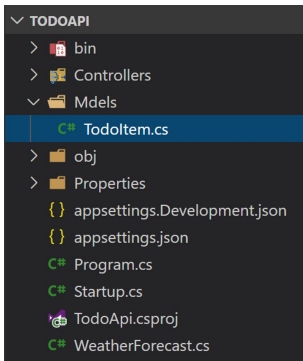 TODOAPI
bin
Controllers
Mdels
C# TodoItem.cs
obj
Properties
{ } appsettings.Development.json
{ } appsettings.json
C# Program.cs
C# Startup.cs
TodoApi.csproj
C# WeatherForecast.cs